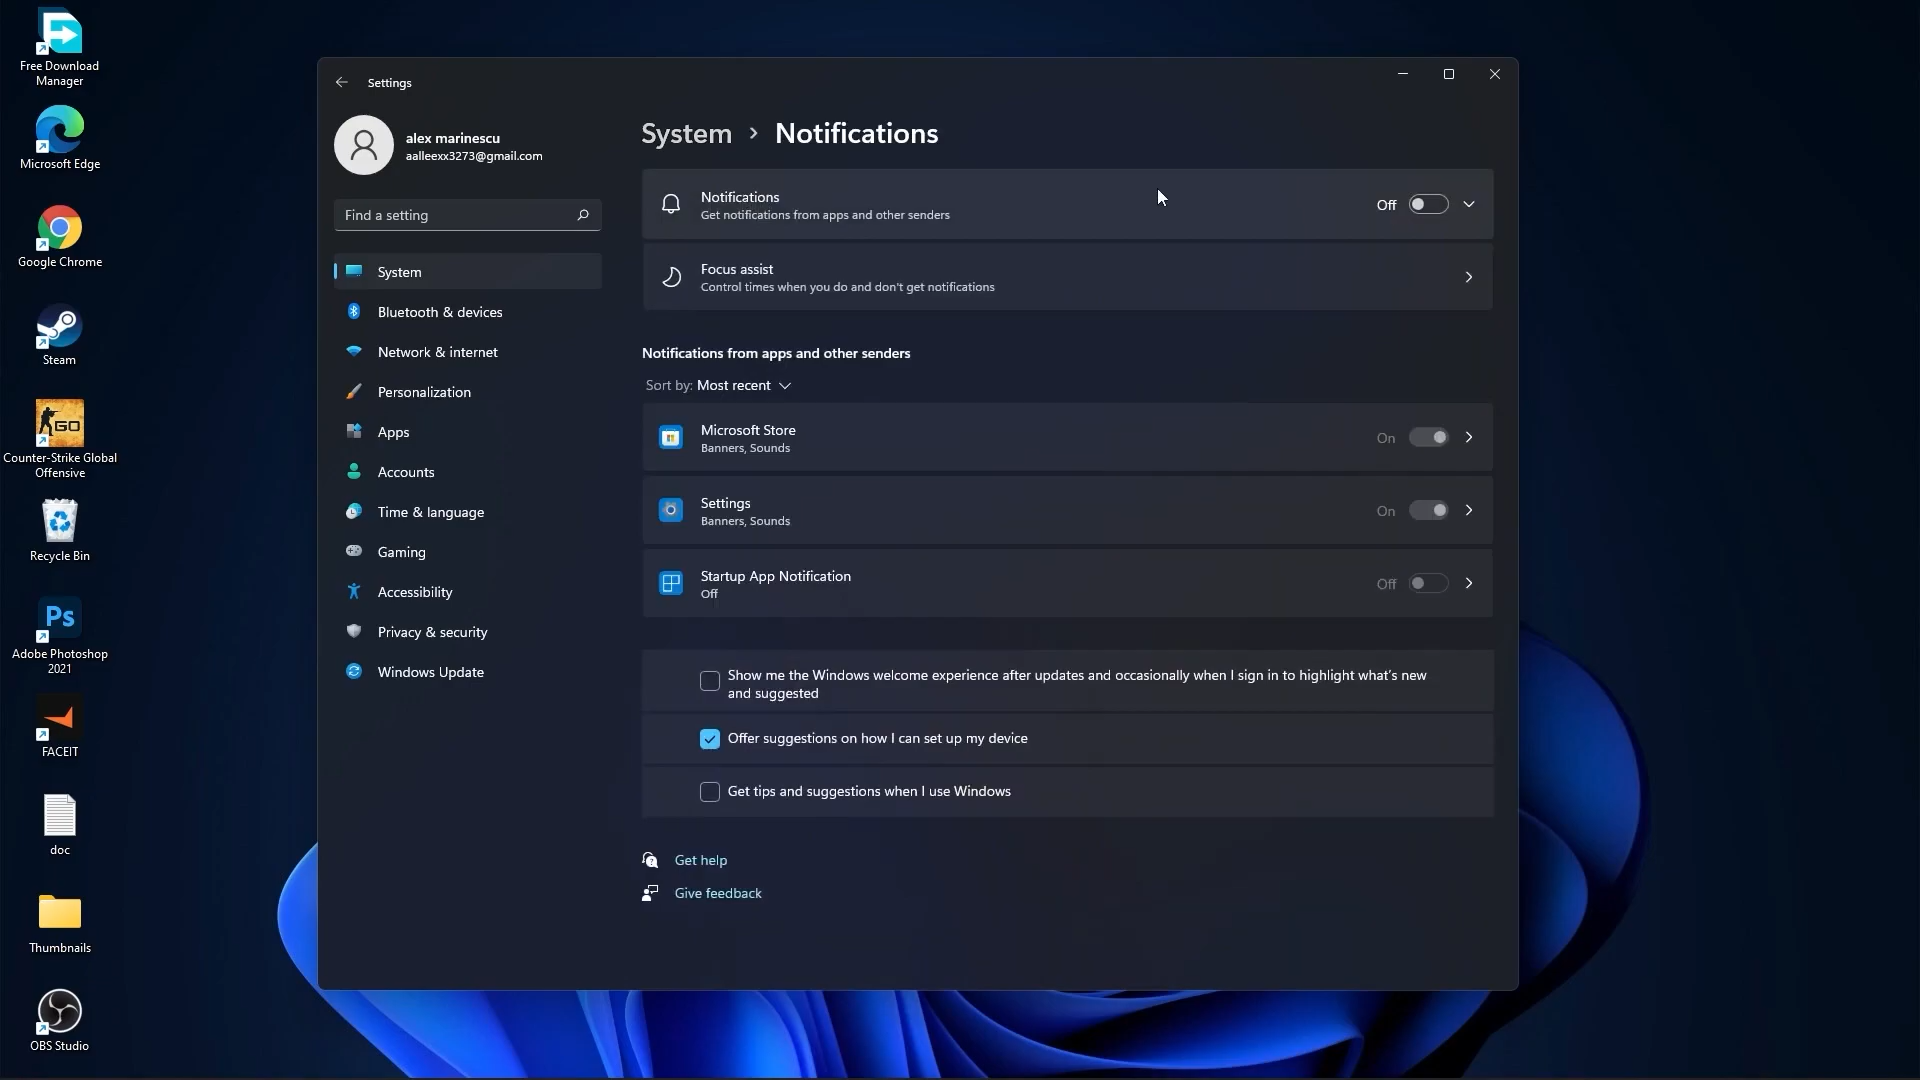 Free Download
Manager
Microsoft Edge
Google Chrome
Steam
GO
Counter-Strike Global
Offensive
Recycle Bin
Ps
Adobe Photoshop
2021
FACEIT
doc
Thumbnails
OBS Studio
Settings
alex marinescu
aalleexx3273@gmail.com
Find a setting
System
Bluetooth & devices
Network & internet
Personalization
Apps
Accounts
Time & language
Gaming
Accessibility
Privacy & security
Windows Update
System > Notifications
Notifications
Get notifications from apps and other senders
Off
Focus assist
Control times when you do and don't get notifications
Notifications from apps and other senders
Sort by: Most recent
Microsoft Store
Banners, Sounds
On
Settings
Banners, Sounds
On
Startup App Notification
Off
Off
Show me the Windows welcome experience after updates and occasionally when I sign in to highlight what's new
and suggested
Offer suggestions on how I can set up my device
Get tips and suggestions when I use Windows
Get help
Give feedback